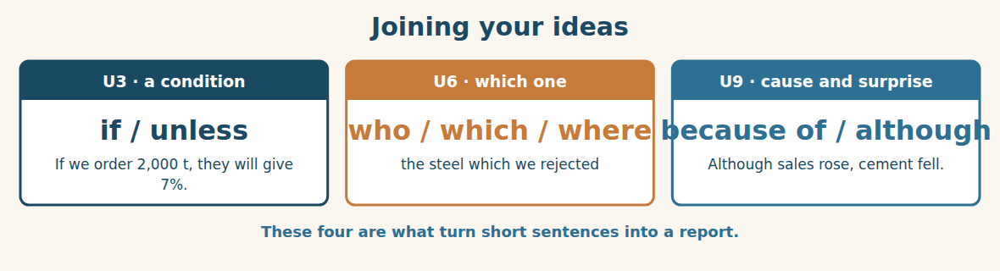 Joining your ideas
U3 · a condition
if / unless
If we order 2,000 t, they will give
7%.
U6 · which one
who / which / where
the steel which we rejected
U9 · cause and surprise
because of / although
Although sales rose, cement fell.
These four are what turn short sentences into a report.